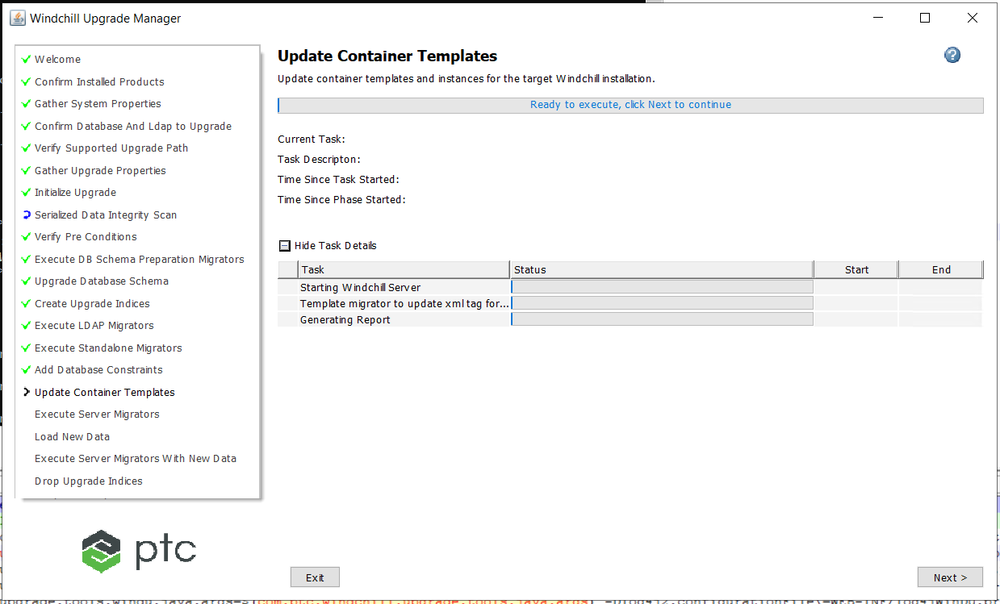 Windchill Upgrade Manager
Welcome
Confirm Installed Products
Gather System Properties
Confirm Database And Ldap to Upgrade
Verify Supported Upgrade Path
Gather Upgrade Properties
Initialize Upgrade
Serialized Data Integrity Scan
Verify Pre Conditions
Execute DB Schema Preparation Migrators
Upgrade Database Schema
Create Upgrade Indices
Execute LDAP Migrators
Execute Standalone Migrators
Add Database Constraints
Update Container Templates
Execute Server Migrators
Load New Data
Execute Server Migrators With New Data
Drop Upgrade Indices
ptc
Update Container Templates
?
Update container templates and instances for the target Windchill installation.
Ready to execute, click Next to continue
Current Task:
Task Descripton:
Time Since Task Started:
Time Since Phase Started:
Hide Task Details
Task Status Start End
Starting Windchill Server
Template migrator to update xml tag for...
Generating Report
Exit Next >